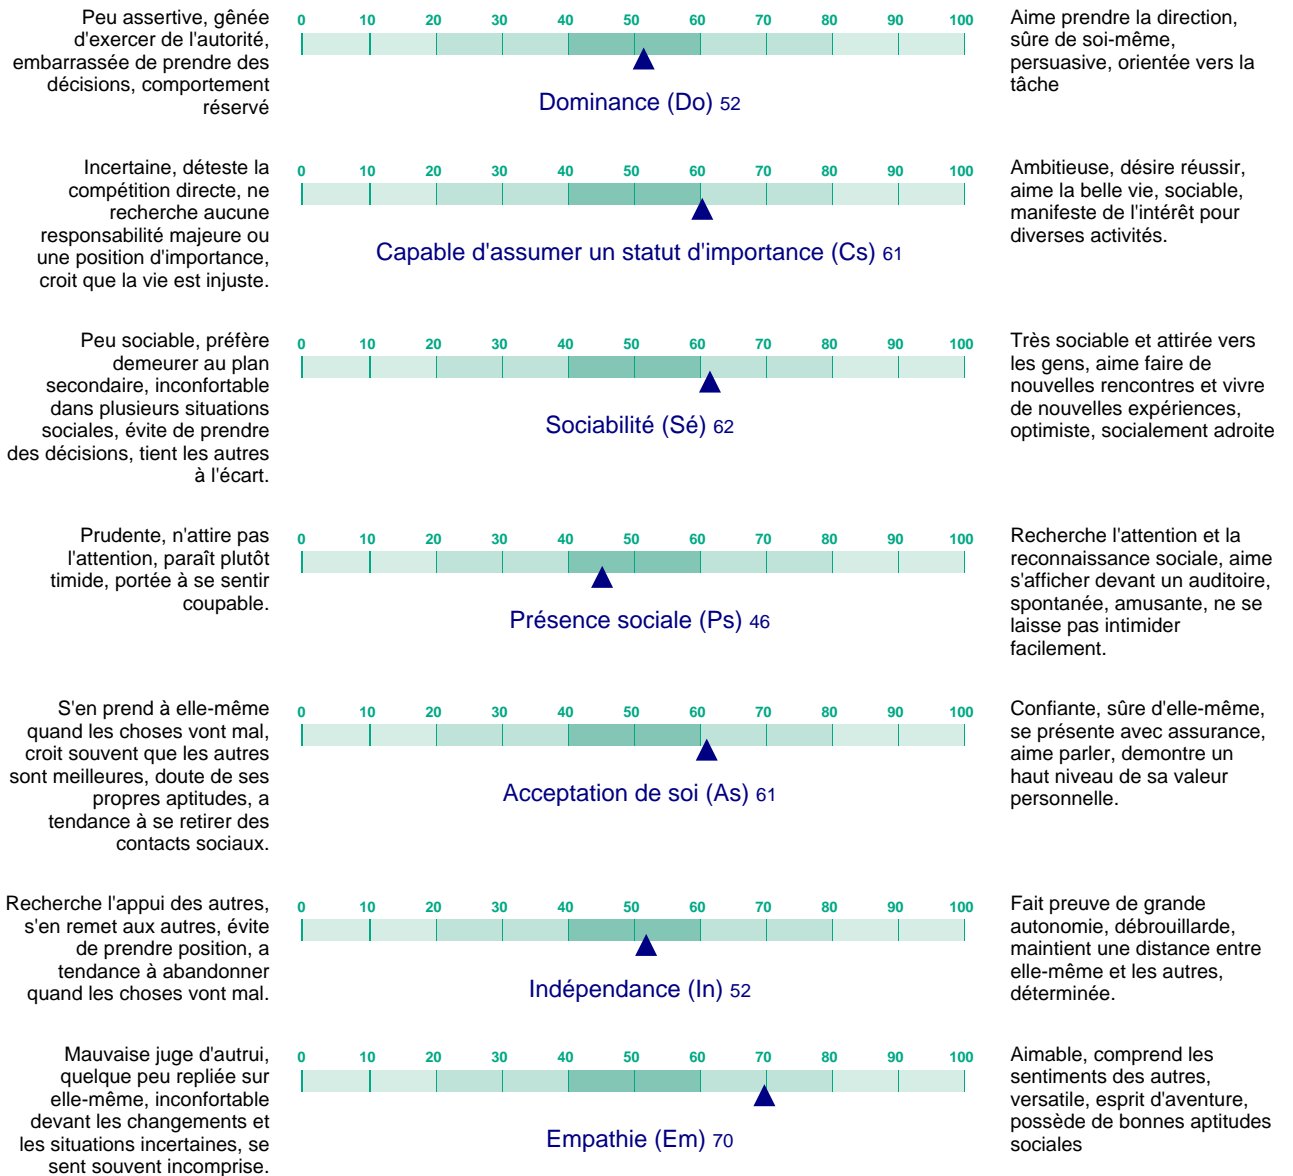 Peu assertive, gênée
d'exercer de l'autorité,
embarrassée de prendre des
décisions, comportement
réservé
0 10 20 30 40 50 60 70 80 90 100
Dominance (Do) 52
Aime prendre la direction,
sûre de soi-même,
persuasive, orientée vers la
tâche
Incertaine, déteste la
compétition directe, ne
recherche aucune
responsabilité majeure ou
une position d'importance,
croit que la vie est injuste.
0 10 20 30 40 50 60 70 80 90 100
Capable d'assumer un statut d'importance (Cs) 61
Ambitieuse, désire réussir,
aime la belle vie, sociable,
manifeste de l'intérêt pour
diverses activités.
Peu sociable, préfère
demeurer au plan
secondaire, inconfortable
dans plusieurs situations
sociales, évite de prendre
des décisions, tient les autres
à l'écart.
0 10 20 30 40 50 60 70 80 90 100
Sociabilité (Sé) 62
Très sociable et attirée vers
les gens, aime faire de
nouvelles rencontres et vivre
de nouvelles expériences,
optimiste, socialement adroite
Prudente, n'attire pas
l'attention, paraît plutôt
timide, portée à se sentir
coupable.
0 10 20 30 40 50 60 70 80 90 100
Présence sociale (Ps) 46
Recherche l'attention et la
reconnaissance sociale, aime
s'afficher devant un auditoire,
spontanée, amusante, ne se
laisse pas intimider
facilement.
S'en prend à elle-même
quand les choses vont mal,
croit souvent que les autres
sont meilleures, doute de ses
propres aptitudes, a
tendance à se retirer des
contacts sociaux.
0 10 20 30 40 50 60 70 80 90 100
Acceptation de soi (As) 61
Confiante, sûre d'elle-même,
se présente avec assurance,
aime parler, demontre un
haut niveau de sa valeur
personnelle.
Recherche l'appui des autres,
s'en remet aux autres, évite
de prendre position, a
tendance à abandonner
quand les choses vont mal.
0 10 20 30 40 50 60 70 80 90 100
Indépendance (In) 52
Fait preuve de grande
autonomie, débrouillarde,
maintient une distance entre
elle-même et les autres,
déterminée.
Mauvaise juge d'autrui,
quelque peu repliée sur
elle-même, inconfortable
devant les changements et
les situations incertaines, se
sent souvent incomprise.
0 10 20 30 40 50 60 70 80 90 100
Empathie (Em) 70
Aimable, comprend les
sentiments des autres,
versatile, esprit d'aventure,
possède de bonnes aptitudes
sociales